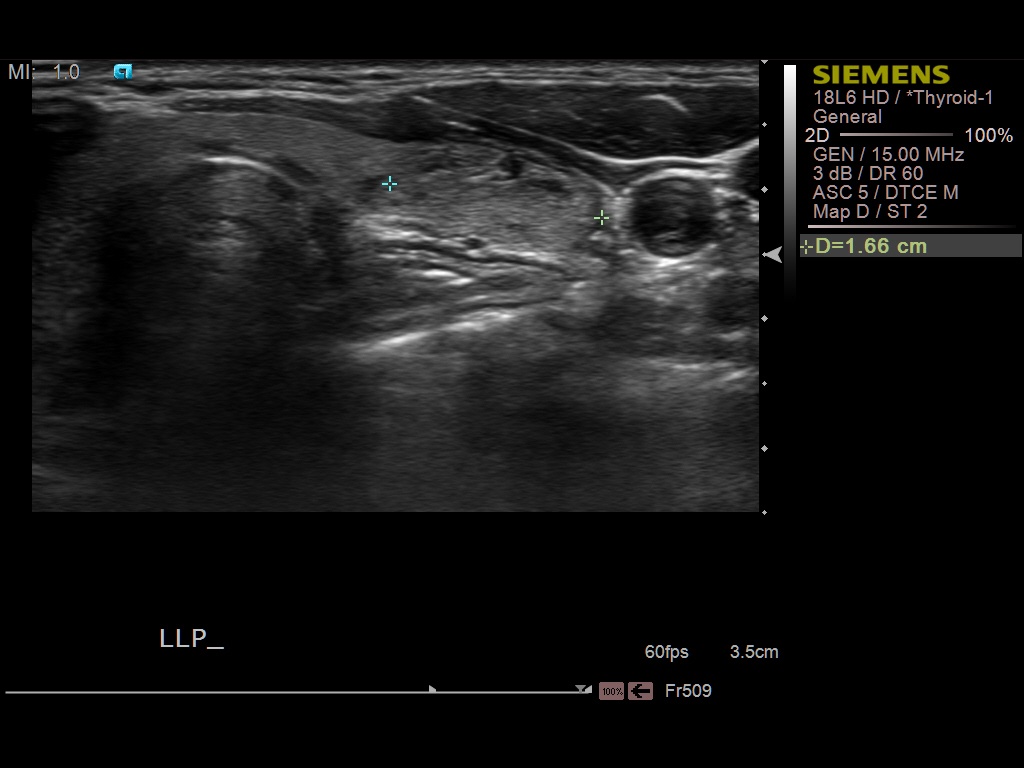 MI: 1.0
SIEMENS
18L6 HD / *Thyroid-1
General
2D 100%
GEN / 15.00 MHz
3 dB / DR 60
ASC 5 / DTCE M
Map D / ST 2
D=1.66 cm
LLP_
60fps 3.5cm
100% Fr509